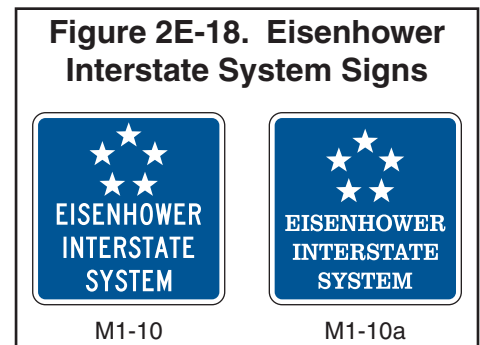 Figure 2E-18. Eisenhower
Interstate System Signs
EISENHOWER
INTERSTATE
SYSTEM
M1-10
EISENHOWER
INTERSTATE
SYSTEM
M1-10a